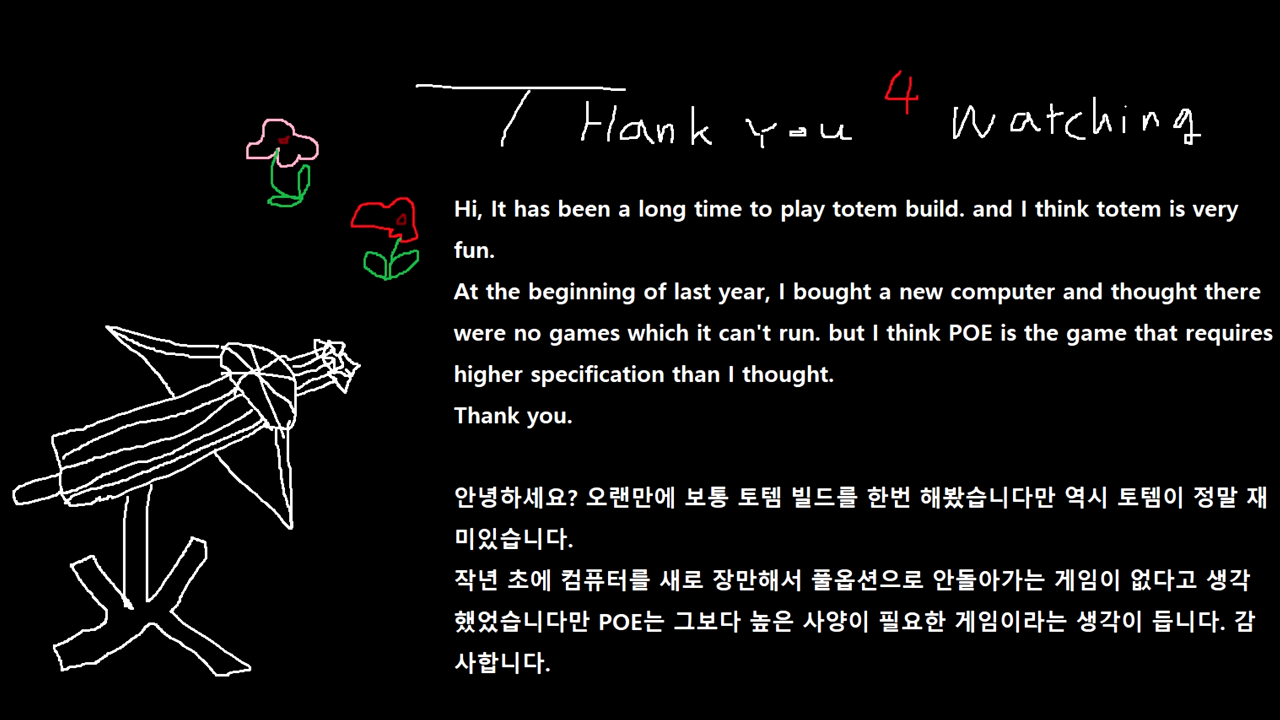 THank You 4 Watching
Hi, It has been a long time to play totem build. and I think totem is very
fun.
At the beginning of last year, I bought a new computer and thought there
were no games which it can't run. but I think POE is the game that requires
higher specification than I thought.
Thank you.
안녕하세요? 오랜만에 보통 토템 빌드를 한번 해봤습니다만 역시 토템이 정말 재
미있습니다.
작년 초에 컴퓨터를 새로 장만해서 풀옵션으로 안돌아가는 게임이 없다고 생각
했었습니다만 POE는 그보다 높은 사양이 필요한 게임이라는 생각이 듭니다. 감
사합니다.